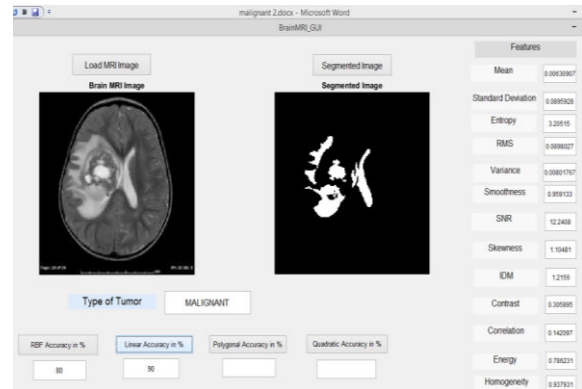 malignant 2.docx - Microsoft Word
BrainMRI_GUI
Load MRI Image
Brain MRI Image
Segmented Image
Segmented Image
Type of Tumor
MALIGNANT
RBF Accuracy in %
Linear Accuracy in %
Polygonal Accuracy in %
Quadratic Accuracy in %
80
90
Features
Mean
0.00630907
Standard Deviation
0.0895928
Entropy
3.20515
RMS
0.0898027
Variance
0.00801767
Smoothness
0.959133
SNR
12.2408
Skewness
1.10481
IDM
1.2156
Contrast
0.305895
Correlation
0.142097
Energy
0.786231
Homogeneity
0.937831